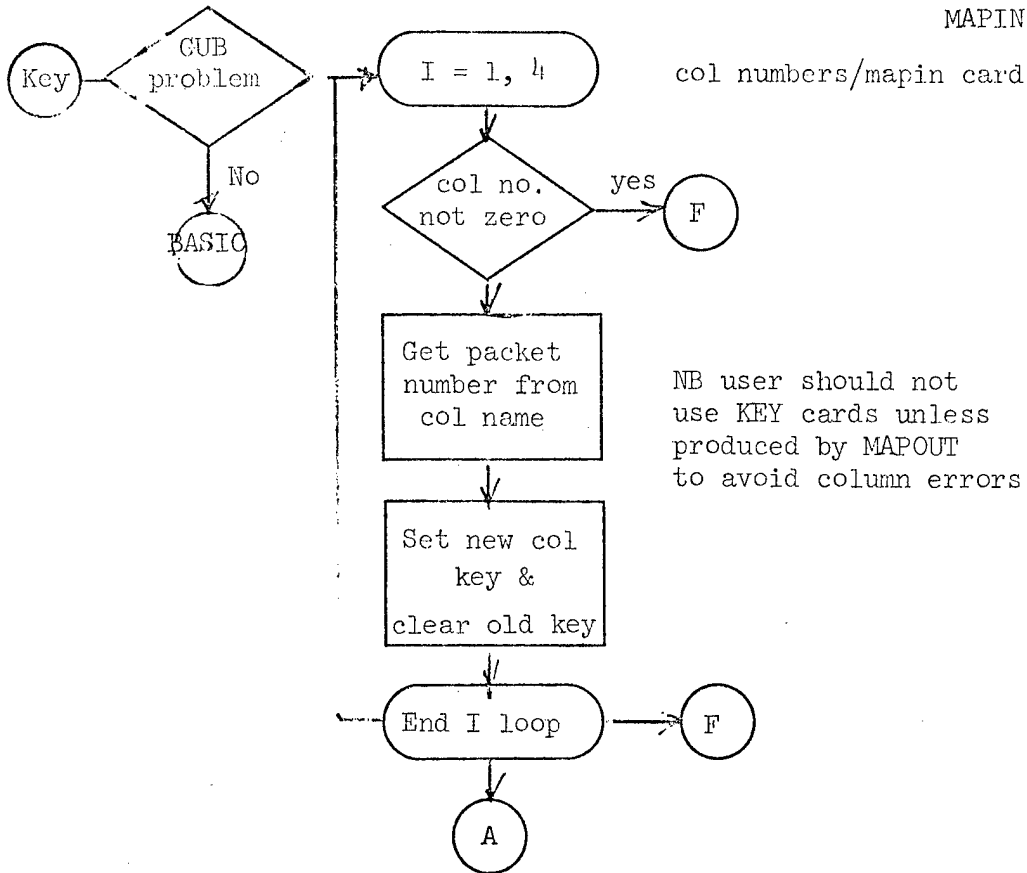 MAPIN
Key
GUB
problem
I = 1, 4
col numbers/mapin card
No
BASIC
col no.
not zero
yes
F
Get packet
number from
col name
NB user should not
use KEY cards unless
produced by MAPOUT
to avoid column errors
Set new col
key &
clear old key
End I loop
F
A